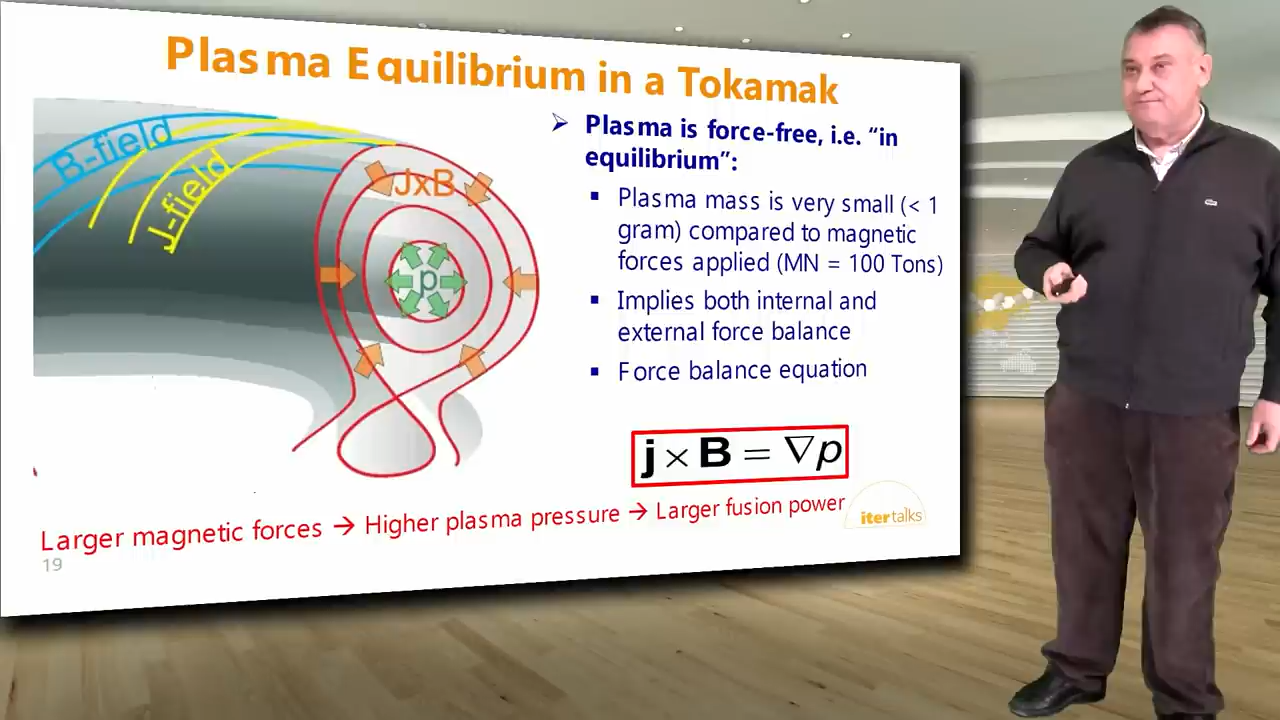 Plasma Equilibrium in a Tokamak
B-field
J-field
JxB
p
➤ Plasma is force-free, i.e. “in
equilibrium”:
▪ Plasma mass is very small (< 1
gram) compared to magnetic
forces applied (MN = 100 Tons)
▪ Implies both internal and
external force balance
▪ Force balance equation
j × B = ∇p
Larger magnetic forces → Higher plasma pressure → Larger fusion power
iter talks
19